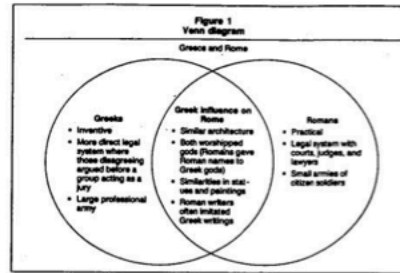 Figure 1
Venn diagram
Greece and Rome
Greeks
• Inventive
• More direct legal
system where
those disagreeing
argued before a
group acting as a
jury
• Large professional
army
Greek influence on
Rome
• Similar architecture
• Both worshipped
gods (Romans gave
Roman names to
Greek gods)
• Similarities in stat-
ues and paintings
• Roman writers
often imitated Greek
writings
Romans
• Practical
• Legal system with
courts, judges, and
lawyers
• Small armies of
citizen soldiers